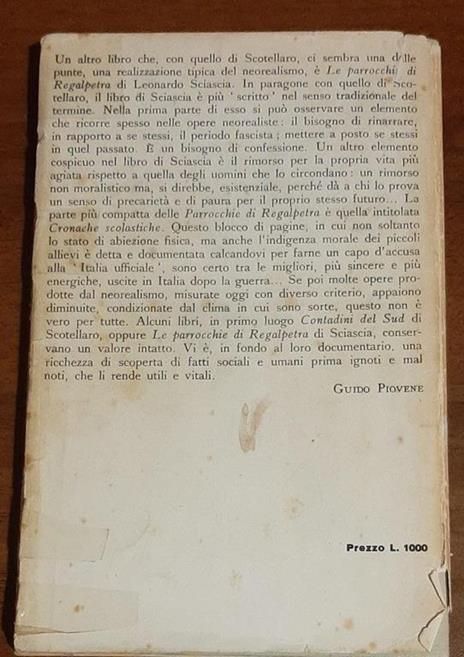 Un altro libro che, con quello di Scotellaro, ci sembra una delle
punte, una realizzazione tipica del neorealismo, è Le parrocchie di
Regalpetra di Leonardo Sciascia. In paragone con quello di Sco-
tellaro, il libro di Sciascia è più 'scritto' nel senso tradizionale del
termine. Nella prima parte di esso si può osservare un elemento
che ricorre spesso nelle opere neorealiste: il bisogno di rinarrare,
in rapporto a se stessi, il periodo fascista; mettere a posto se stessi
in quel passato. È un bisogno di confessione. Un altro elemento
cospicuo nel libro di Sciascia è il rimorso per la propria vita più
agiata rispetto a quella degli uomini che lo circondano: un rimorso
non moralistico ma, si direbbe, esistenziale, perché dà a chi lo prova
un senso di precarietà e di paura per il proprio stesso futuro... La
parte più compatta delle Parrocchie di Regalpetra è quella intitolata
Cronache scolastiche. Questo blocco di pagine, in cui non soltanto
lo stato di abiezione fisica, ma anche l'indigenza morale dei piccoli
allievi è detta e documentata calcandovi per farne un capo d'accusa
alla 'Italia ufficiale', sono certo tra le migliori, più sincere e più
energiche, uscite in Italia dopo la guerra... Se poi molte opere pro-
dotte dal neorealismo, misurate oggi con diverso criterio, appaiono
diminuite, condizionate dal clima in cui sono sorte, questo non è
vero per tutte. Alcuni libri, in primo luogo Contadini del Sud di
Scotellaro, oppure Le parrocchie di Regalpetra di Sciascia, conser-
vano un valore intatto. Vi è, in fondo al loro documentario, una
ricchezza di scoperta di fatti sociali e umani prima ignoti e mal
noti, che li rende utili e vitali.
Guido Piovene
Prezzo L. 1000